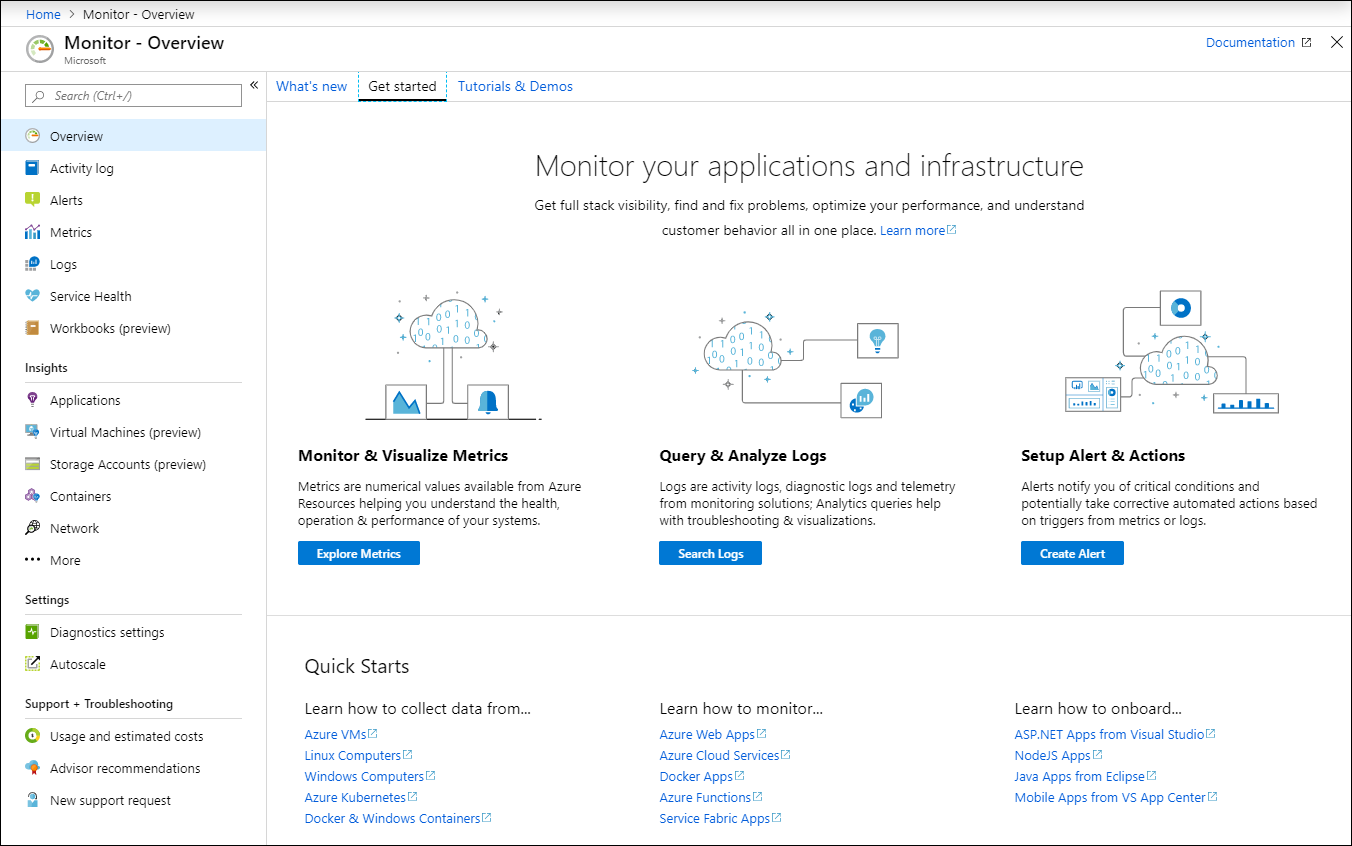 Home > Monitor - Overview
Monitor - Overview
Microsoft
Documentation
Search (Ctrl+/)
«
Overview
Activity log
Alerts
Metrics
Logs
Service Health
Workbooks (preview)
Insights
Applications
Virtual Machines (preview)
Storage Accounts (preview)
Containers
Network
More
Settings
Diagnostics settings
Autoscale
Support + Troubleshooting
Usage and estimated costs
Advisor recommendations
New support request
What's new
Get started
Tutorials & Demos
Monitor your applications and infrastructure
Get full stack visibility, find and fix problems, optimize your performance, and understand
customer behavior all in one place. Learn more
Monitor & Visualize Metrics
Metrics are numerical values available from Azure
Resources helping you understand the health,
operation & performance of your systems.
Explore Metrics
Query & Analyze Logs
Logs are activity logs, diagnostic logs and telemetry
from monitoring solutions; Analytics queries help
with troubleshooting & visualizations.
Search Logs
Setup Alert & Actions
Alerts notify you of critical conditions and
potentially take corrective automated actions based
on triggers from metrics or logs.
Create Alert
Quick Starts
Learn how to collect data from...
Azure VMs
Linux Computers
Windows Computers
Azure Kubernetes
Docker & Windows Containers
Learn how to monitor...
Azure Web Apps
Azure Cloud Services
Docker Apps
Azure Functions
Service Fabric Apps
Learn how to onboard...
ASP.NET Apps from Visual Studio
NodeJS Apps
Java Apps from Eclipse
Mobile Apps from VS App Center